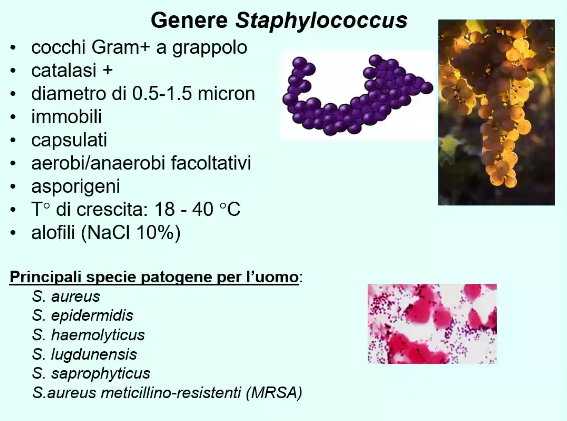 Genere Staphylococcus
• cocchi Gram+ a grappolo
• catalasi +
• diametro di 0.5-1.5 micron
• immobili
• capsulati
• aerobi/anaerobi facoltativi
• asporigeni
• T° di crescita: 18 - 40 °C
• alofili (NaCl 10%)
Principali specie patogene per l'uomo:
S. aureus
S. epidermidis
S. haemolyticus
S. lugdunensis
S. saprophyticus
S.aureus meticillino-resistenti (MRSA)